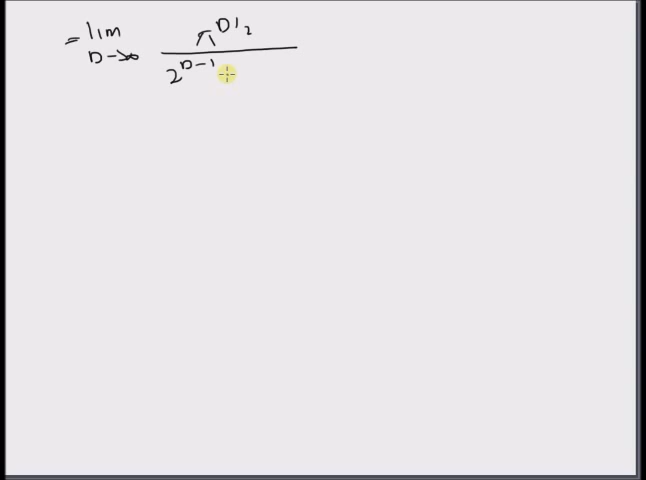 = lim π^D/2
D->∞ 2^D-1